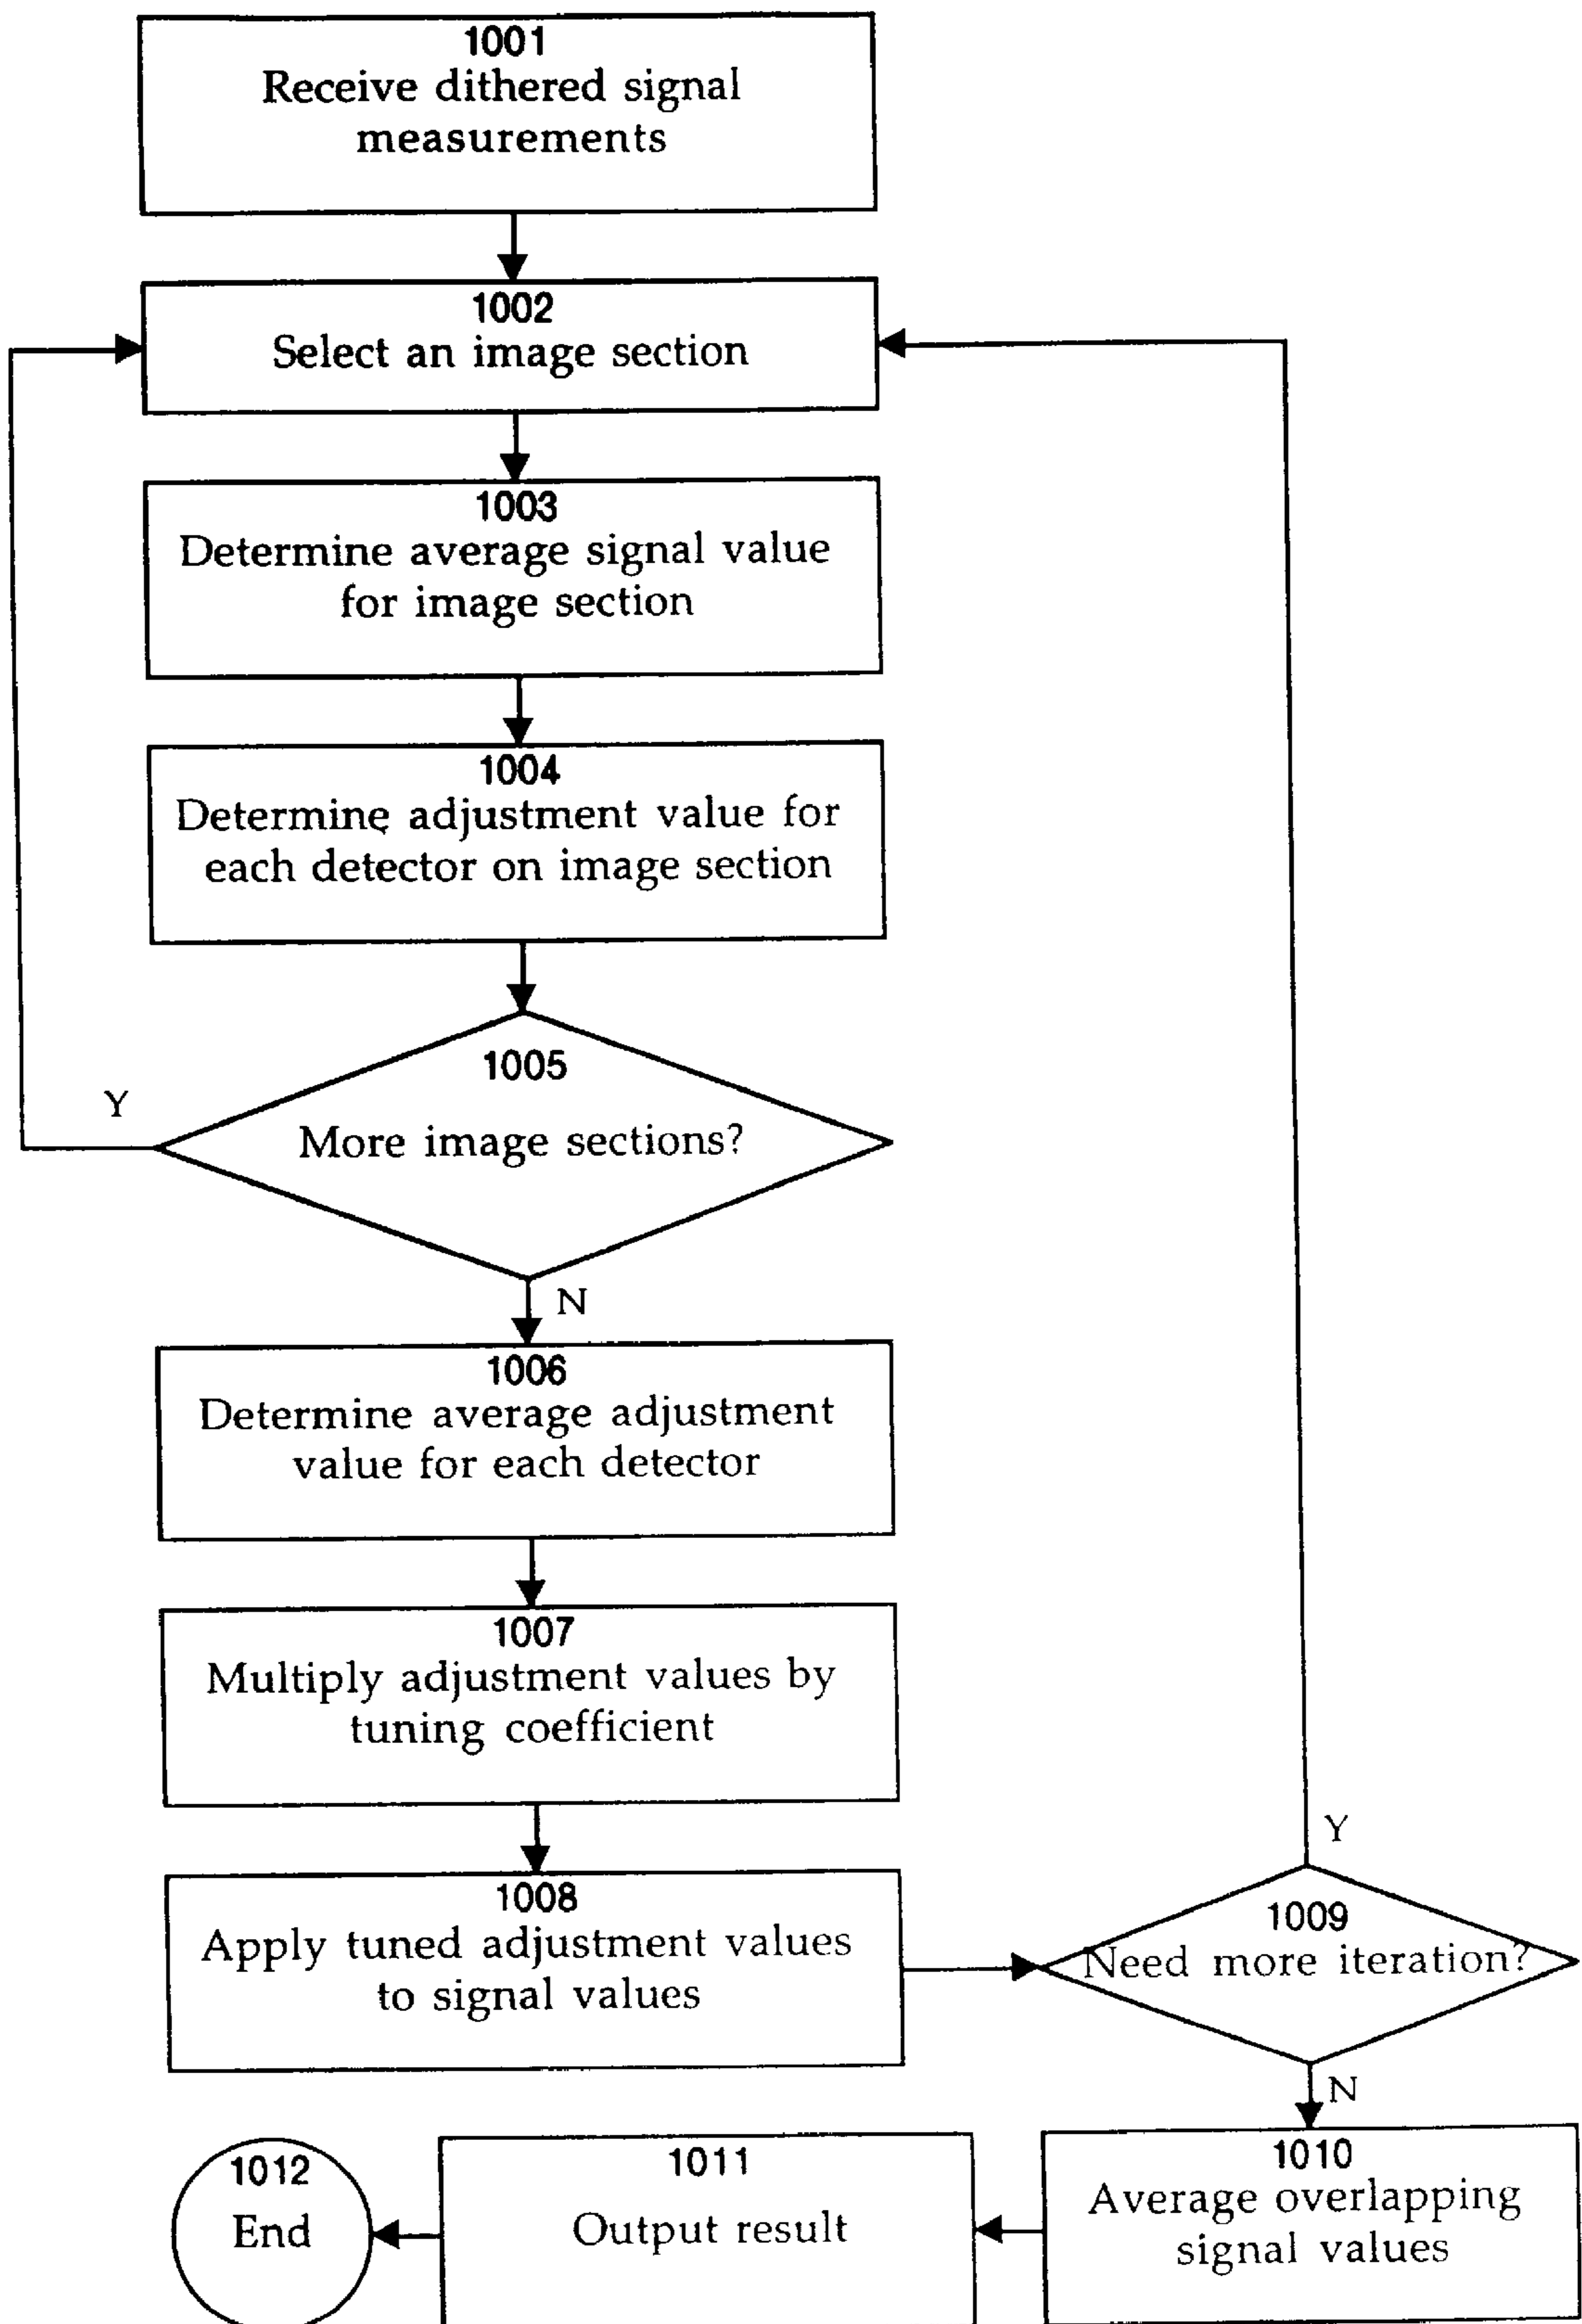 1001
Receive dithered signal
measurements
1002
Select an image section
1003
Determine average signal value
for image section
1004
Determine adjustment value for
each detector on image section
1005
Y
More image sections?
N
1006
Determine average adjustment
value for each detector
1007
Multiply adjustment values by
tuning coefficient
Y
1008
Apply tuned adjustment values
to signal values
1009
Need more iteration?
N
1010
Average overlapping
signal values
1011
Output result
1012
End